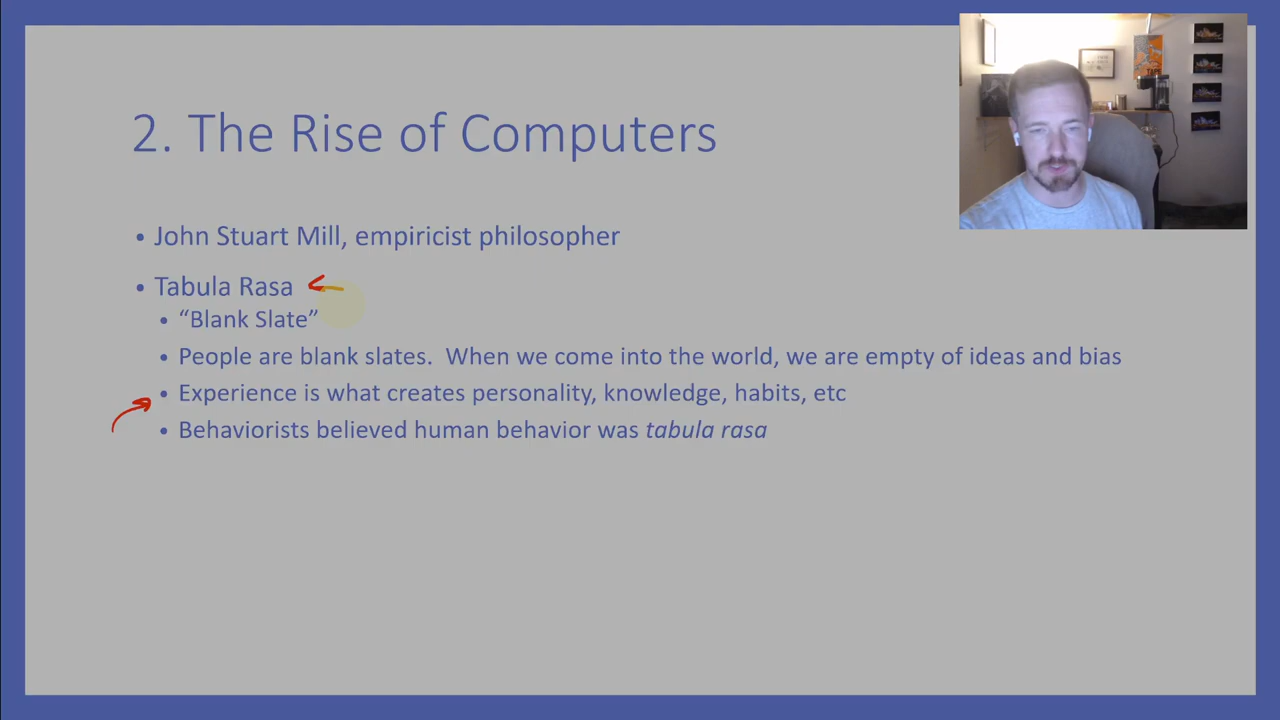 2. The Rise of Computers
• John Stuart Mill, empiricist philosopher
• Tabula Rasa
• “Blank Slate”
• People are blank slates.  When we come into the world, we are empty of ideas and bias
• Experience is what creates personality, knowledge, habits, etc
• Behaviorists believed human behavior was tabula rasa